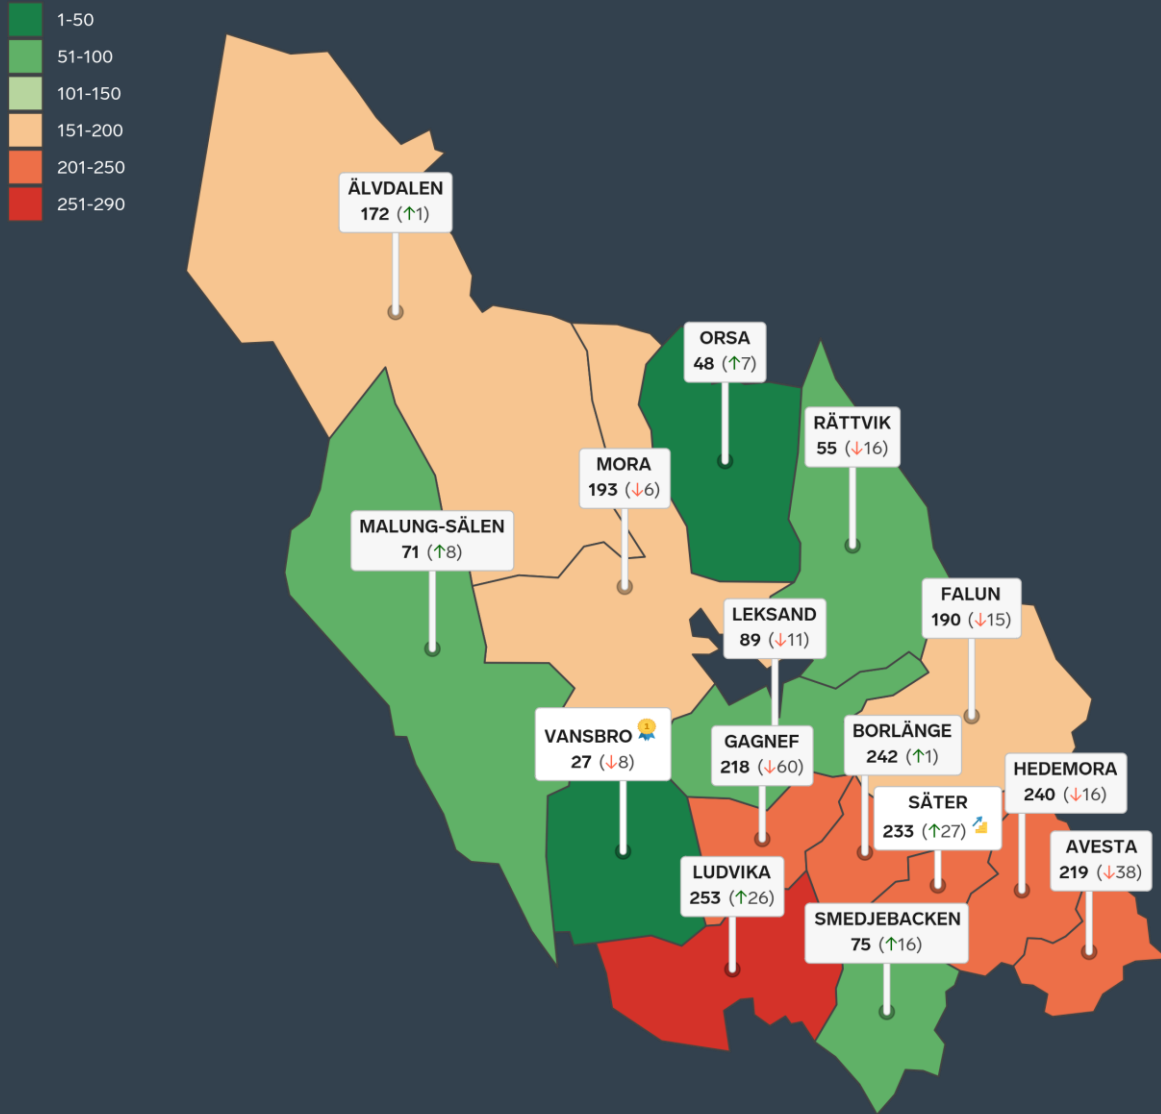 1-50
51-100
101-150
151-200
201-250
251-290
ÄLVDALEN
172 (↑1)
ORSA
48 (↑7)
RÄTTVIK
55 (↓16)
MORA
193 (↓6)
MALUNG-SÄLEN
71 (↑8)
FALUN
190 (↓15)
LEKSAND
89 (↓11)
VANSBRO
27 (↓8)
GAGNEF
218 (↓60)
BORLÄNGE
242 (↑1)
HEDEMORA
240 (↓16)
SÄTER
233 (↑27)
AVESTA
219 (↓38)
LUDVIKA
253 (↑26)
SMEDJEBACKEN
75 (↑16)